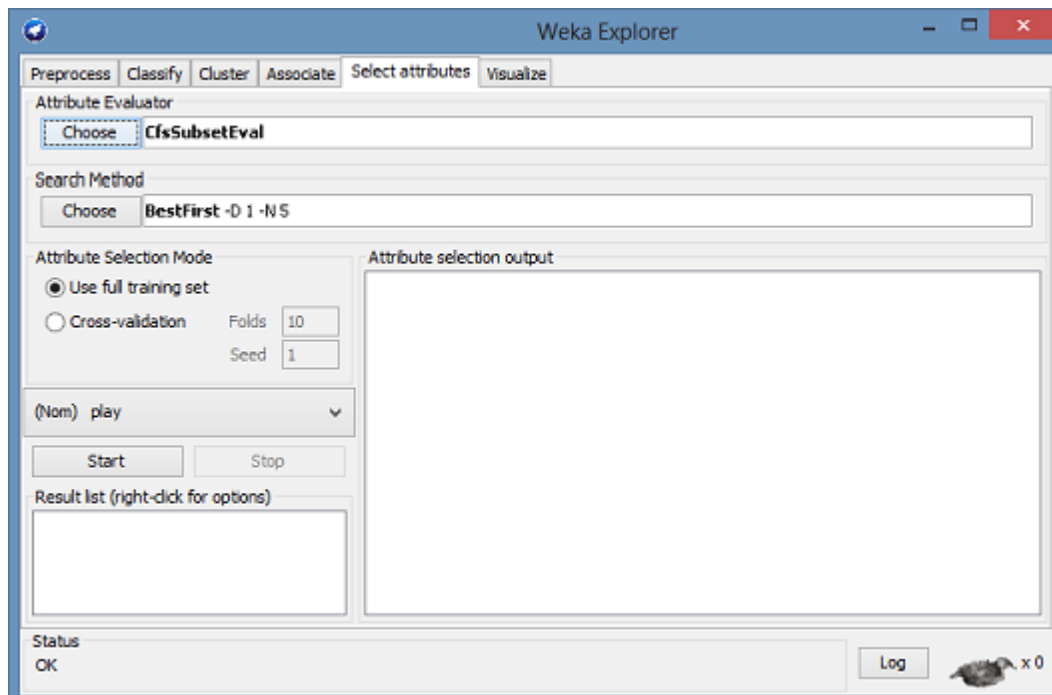 Weka Explorer
Preprocess Classify Cluster Associate Select attributes Visualize
Attribute Evaluator
Choose CfsSubsetEval
Search Method
Choose BestFirst -D 1 -N 5
Attribute Selection Mode
Use full training set
Cross-validation Folds 10
Seed 1
(Nom) play
Start Stop
Result list (right-click for options)
Attribute selection output
Status
OK
Log x 0